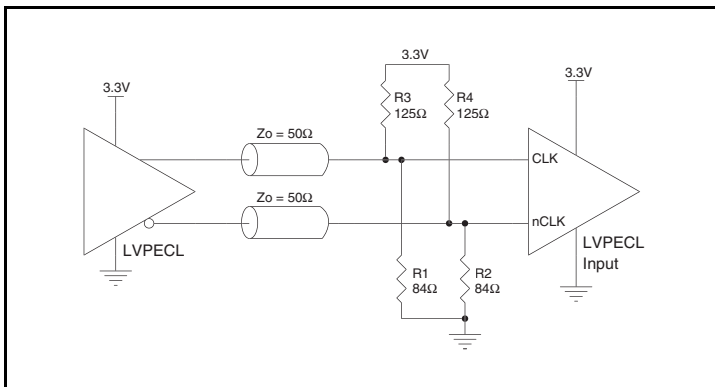 3.3V
3.3V
3.3V
R3
125Ω
R4
125Ω
Zo = 50Ω
CLK
Zo = 50Ω
nCLK
LVPECL
LVPECL
Input
R1
84Ω
R2
84Ω